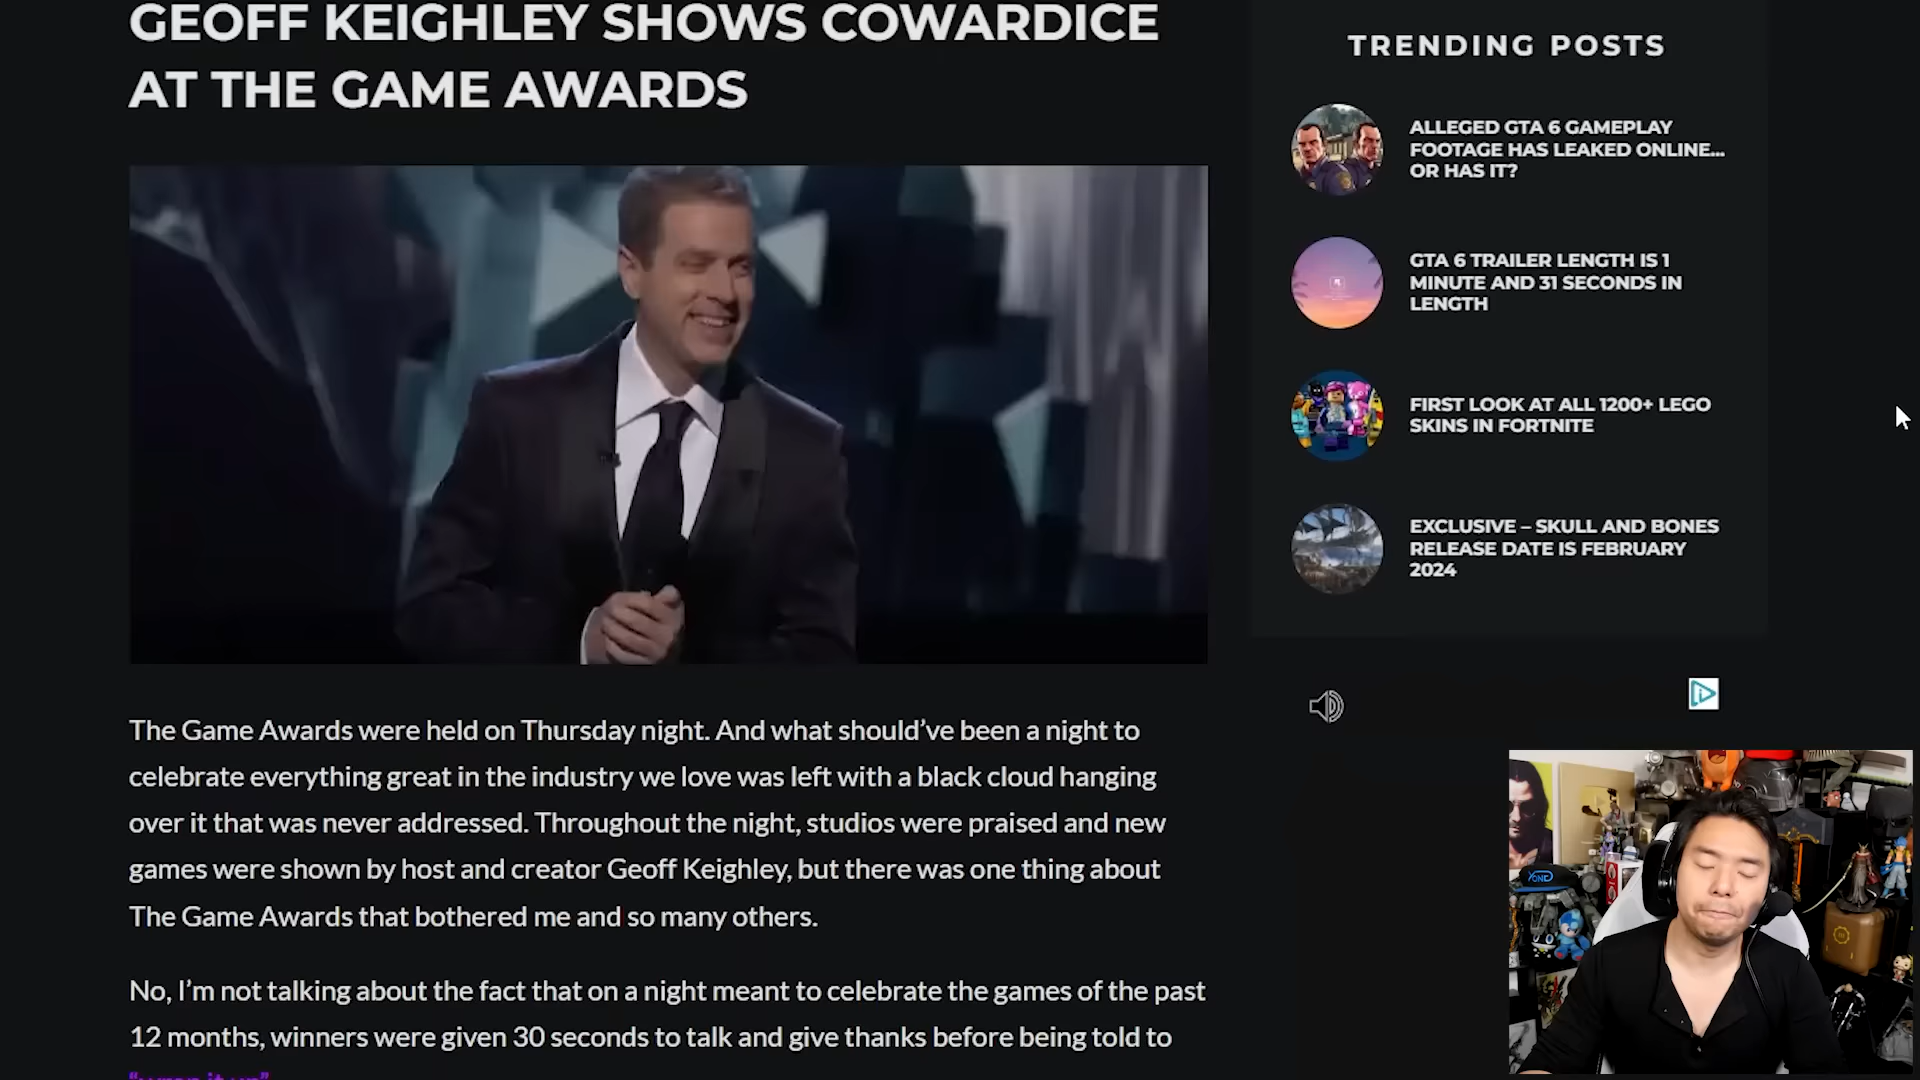 GEOFF KEIGHLEY SHOWS COWARDICE
AT THE GAME AWARDS
The Game Awards were held on Thursday night. And what should’ve been a night to
celebrate everything great in the industry we love was left with a black cloud hanging
over it that was never addressed. Throughout the night, studios were praised and new
games were shown by host and creator Geoff Keighley, but there was one thing about
The Game Awards that bothered me and so many others.
No, I’m not talking about the fact that on a night meant to celebrate the games of the past
12 months, winners were given 30 seconds to talk and give thanks before being told to
“wrap it up”
TRENDING POSTS
ALLEGED GTA 6 GAMEPLAY
FOOTAGE HAS LEAKED ONLINE...
OR HAS IT?
GTA 6 TRAILER LENGTH IS 1
MINUTE AND 31 SECONDS IN
LENGTH
FIRST LOOK AT ALL 1200+ LEGO
SKINS IN FORTNITE
EXCLUSIVE – SKULL AND BONES
RELEASE DATE IS FEBRUARY
2024